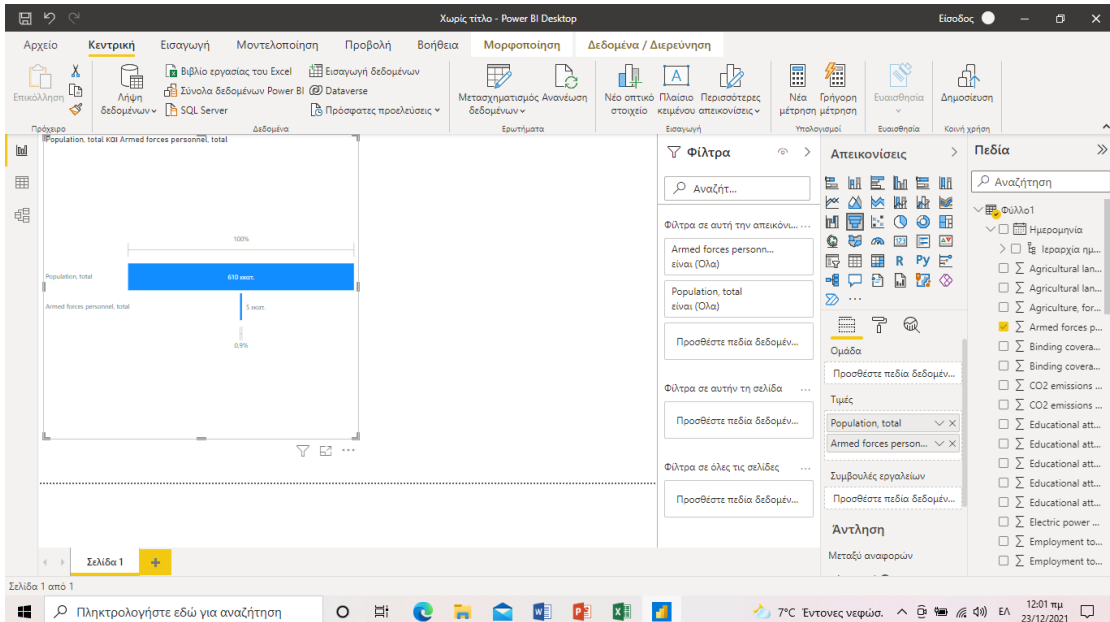 Χωρίς τίτλο - Power BI Desktop
Είσοδος
Αρχείο Κεντρική Εισαγωγή Μοντελοποίηση Προβολή Βοήθεια Μορφοποίηση Δεδομένα / Διερεύνηση
Επικόλληση
Πρόχειρο
Λήψη
δεδομένων
Βιβλίο εργασίας του Excel
Σύνολα δεδομένων Power BI
SQL Server
Εισαγωγή δεδομένων
Dataverse
Πρόσφατες προελεύσεις
Δεδομένα
Μετασχηματισμός
δεδομένων
Ανανέωση
Ερωτήματα
Νέο οπτικό
στοιχείο
Πλαίσιο
κειμένου
Περισσότερες
απεικονίσεις
Εισαγωγή
Νέα
μέτρηση
Γρήγορη
μέτρηση
Υπολογισμοί
Ευαισθησία
Ευαισθησία
Δημοσίευση
Κοινή χρήση
Population, total και Armed forces personnel, total
100%
Population, total
610 εκατ.
Armed forces personnel, total
5 εκατ.
0,9%
Φίλτρα
Αναζήτ...
Φίλτρα σε αυτή την απεικόνι... ...
Armed forces personn...
είναι (Όλα)
Population, total
είναι (Όλα)
Προσθέστε πεδία δεδομέν...
Φίλτρα σε αυτήν τη σελίδα ...
Προσθέστε πεδία δεδομέν...
Φίλτρα σε όλες τις σελίδες ...
Προσθέστε πεδία δεδομέν...
Απεικονίσεις
123
R Py
...
Ομάδα
Προσθέστε πεδία δεδομέν...
Τιμές
Population, total
Armed forces person...
Συμβουλές εργαλείων
Προσθέστε πεδία δεδομέν...
Άντληση
Μεταξύ αναφορών
Πεδία
Αναζήτηση
Φύλλο1
Ημερομηνία
Ιεραρχία ημ...
Agricultural lan...
Agricultural lan...
Agriculture, for...
Armed forces p...
Binding covera...
Binding covera...
CO2 emissions ...
CO2 emissions ...
Educational att...
Educational att...
Educational att...
Educational att...
Educational att...
Electric power ...
Employment to...
Employment to...
Σελίδα 1
Σελίδα 1 από 1
Πληκτρολογήστε εδώ για αναζήτηση
7°C Έντονες νεφώσ.
ΕΛ
12:01 πμ
23/12/2021